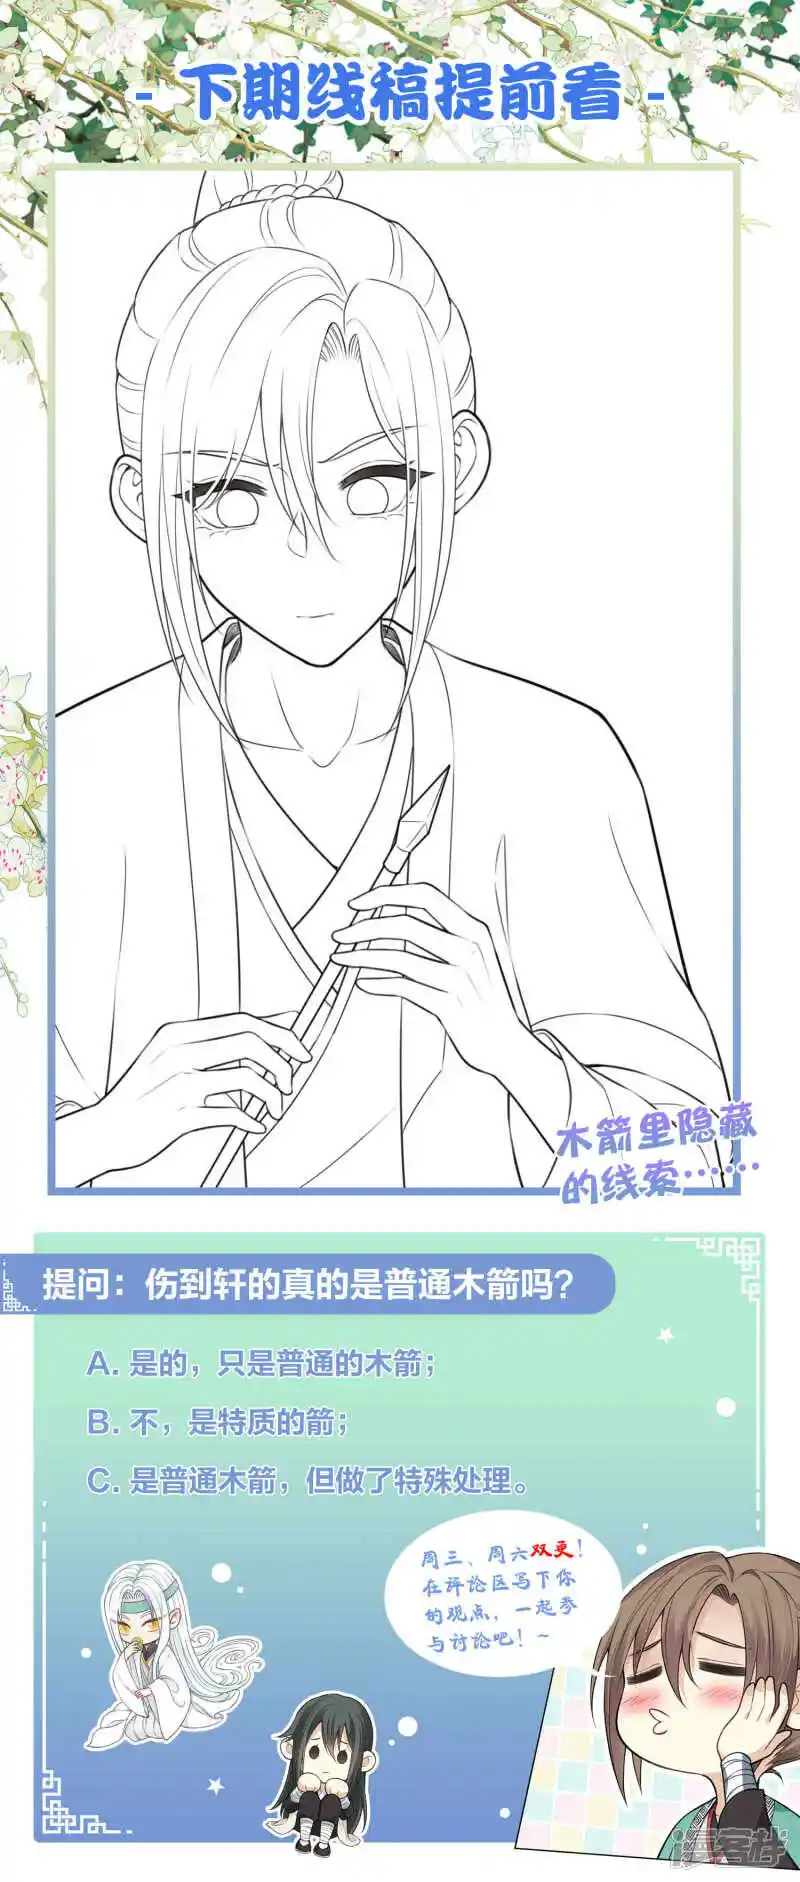 - 下期线稿提前看 -
木箭里隐藏
的线索……
提问：伤到轩的真的是普通木箭吗？
A. 是的，只是普通的木箭；
B. 不，是特质的箭；
C. 是普通木箭，但做了特殊处理。
周三、周六双更！
在评论区写下你
的观点，一起参
与讨论吧！~
漫客栈